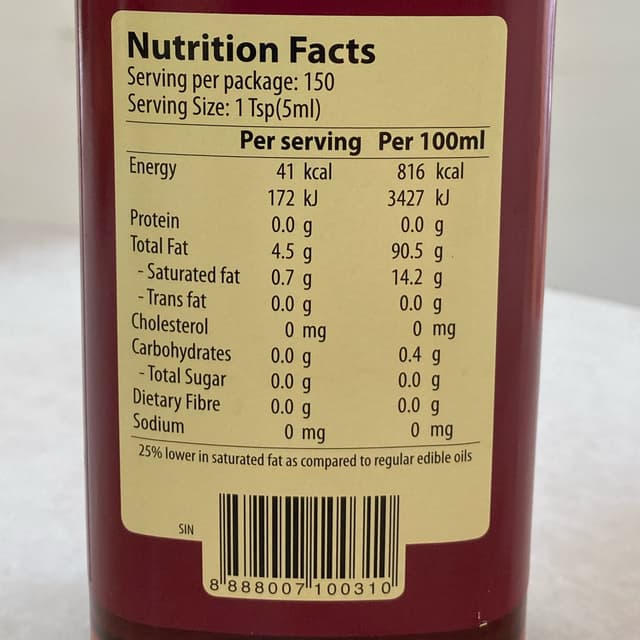 Nutrition Facts
Serving per package: 150
Serving Size: 1 Tsp(5ml)
Per serving Per 100ml
Energy 41 kcal 816 kcal
172 kJ 3427 kJ
Protein 0.0 g 0.0 g
Total Fat 4.5 g 90.5 g
- Saturated fat 0.7 g 14.2 g
- Trans fat 0.0 g 0.0 g
Cholesterol 0 mg 0 mg
Carbohydrates 0.0 g 0.4 g
- Total Sugar 0.0 g 0.0 g
Dietary Fibre 0.0 g 0.0 g
Sodium 0 mg 0 mg
25% lower in saturated fat as compared to regular edible oils
SIN
8 888007 100310